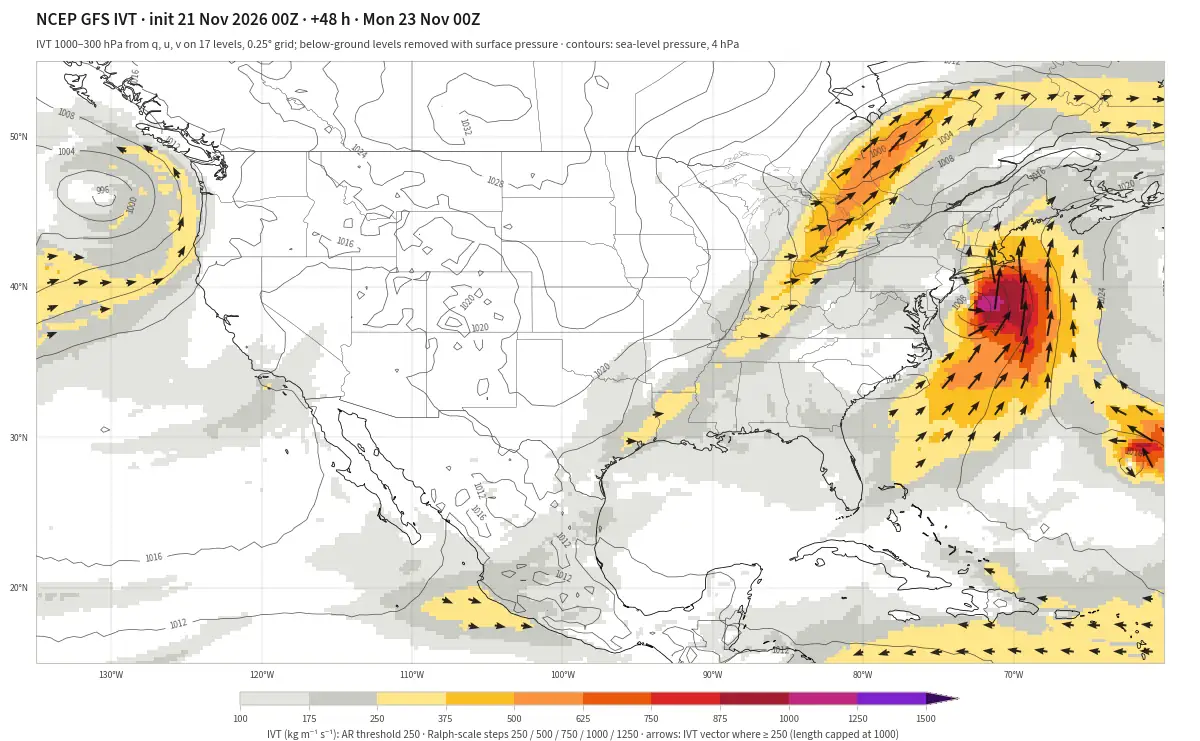 NCEP GFS IVT · init 21 Nov 2026 00Z · +48 h · Mon 23 Nov 00Z
IVT 1000–300 hPa from q, u, v on 17 levels, 0.25° grid; below-ground levels removed with surface pressure · contours: sea-level pressure, 4 hPa
1016
1012
1008
1032
1012
1000
1004
1004
1024
1008
1028
1016
1020
996
1000
1016
1024
1020
1008
1020
1020
1012
1012
1016
1012
1016
1012
1012
1012
50°N
40°N
30°N
20°N
130°W
120°W
110°W
100°W
90°W
80°W
70°W
100
175
250
375
500
625
750
875
1000
1250
1500
IVT (kg m⁻¹ s⁻¹): AR threshold 250 · Ralph-scale steps 250 / 500 / 750 / 1000 / 1250 · arrows: IVT vector where ≥ 250 (length capped at 1000)